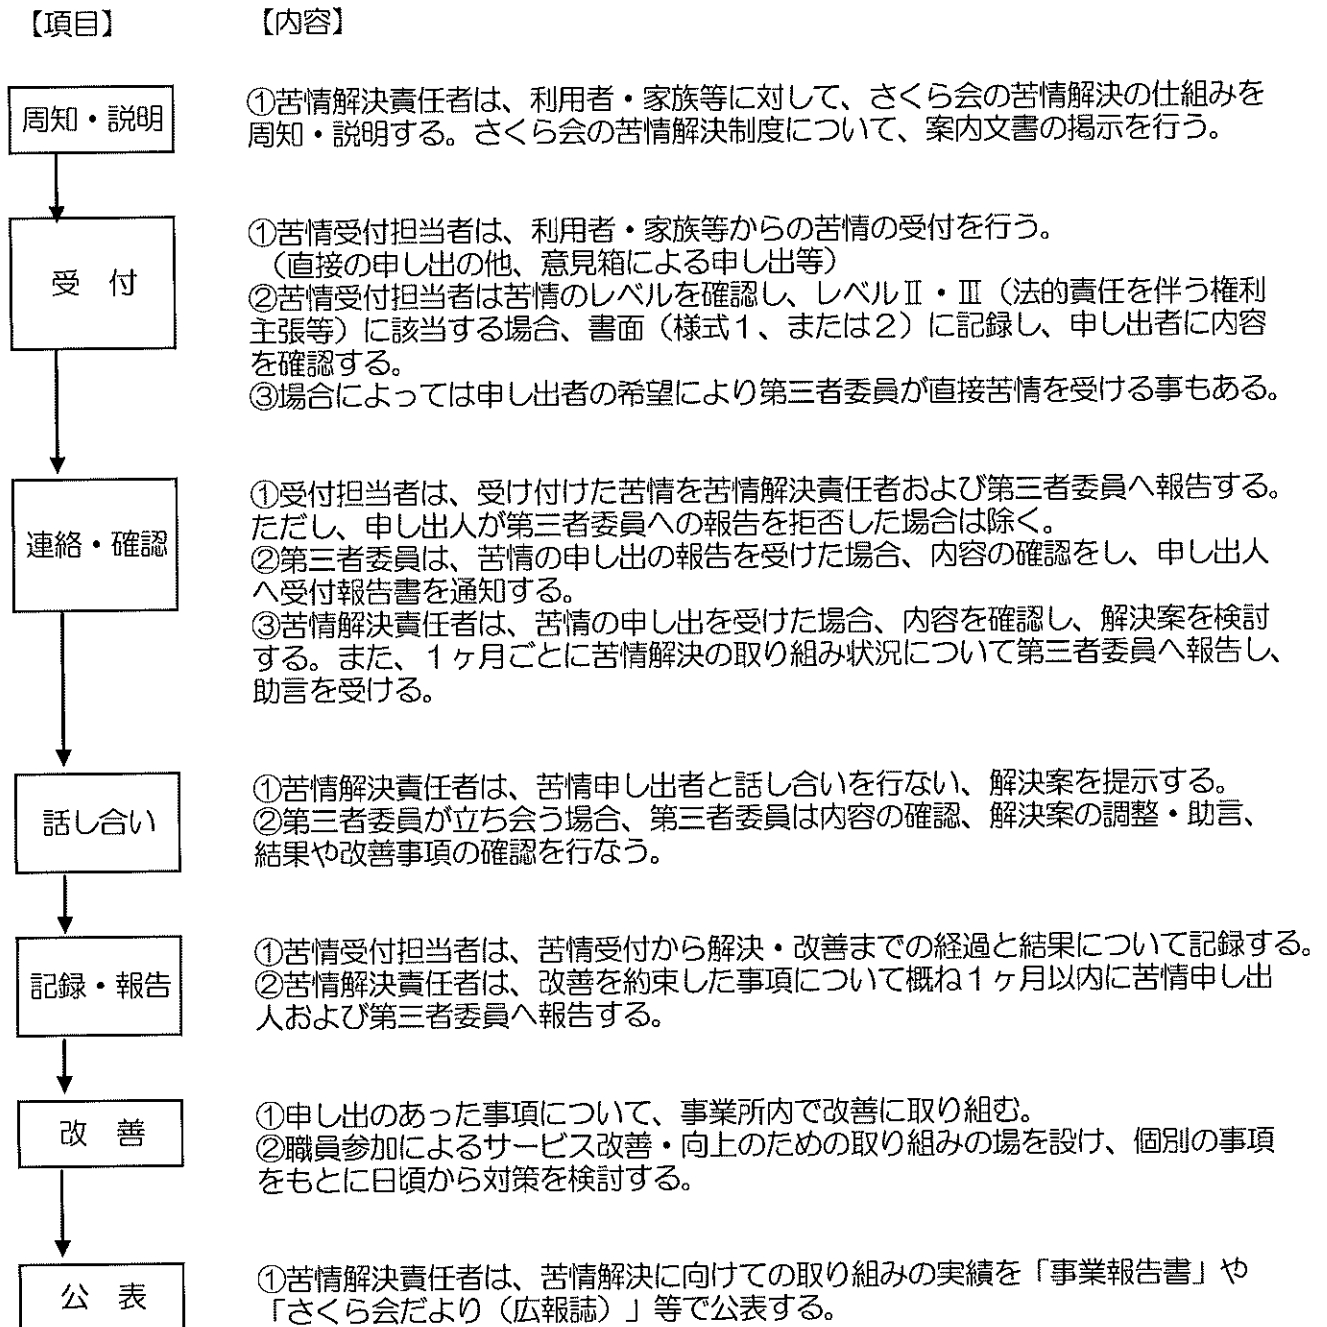 【項目】
【内容】
周知・説明
①苦情解決責任者は、利用者・家族等に対して、さくら会の苦情解決の仕組みを
周知・説明する。さくら会の苦情解決制度について、案内文書の掲示を行う。
受　付
①苦情受付担当者は、利用者・家族等からの苦情の受付を行う。
（直接の申し出の他、意見箱による申し出等）
②苦情受付担当者は苦情のレベルを確認し、レベルⅡ・Ⅲ（法的責任を伴う権利
主張等）に該当する場合、書面（様式１、または２）に記録し、申し出者に内容
を確認する。
③場合によっては申し出者の希望により第三者委員が直接苦情を受ける事もある。
連絡・確認
①受付担当者は、受け付けた苦情を苦情解決責任者および第三者委員へ報告する。
ただし、申し出人が第三者委員への報告を拒否した場合は除く。
②第三者委員は、苦情の申し出の報告を受けた場合、内容の確認をし、申し出人
へ受付報告書を通知する。
③苦情解決責任者は、苦情の申し出を受けた場合、内容を確認し、解決案を検討
する。また、１ヶ月ごとに苦情解決の取り組み状況について第三者委員へ報告し、
助言を受ける。
話し合い
①苦情解決責任者は、苦情申し出者と話し合いを行ない、解決案を提示する。
②第三者委員が立ち会う場合、第三者委員は内容の確認、解決案の調整・助言、
結果や改善事項の確認を行なう。
記録・報告
①苦情受付担当者は、苦情受付から解決・改善までの経過と結果について記録する。
②苦情解決責任者は、改善を約束した事項について概ね１ヶ月以内に苦情申し出
人および第三者委員へ報告する。
改　善
①申し出のあった事項について、事業所内で改善に取り組む。
②職員参加によるサービス改善・向上のための取り組みの場を設け、個別の事項
をもとに日頃から対策を検討する。
公　表
①苦情解決責任者は、苦情解決に向けての取り組みの実績を「事業報告書」や
「さくら会だより（広報誌）」等で公表する。